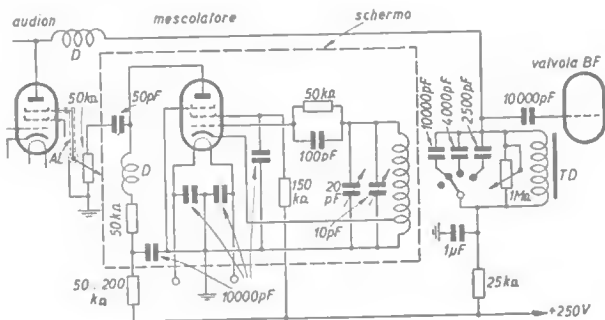 audion
D
mescolatore
schermo
valvola BF
50kΩ
50pF
AL
D
50kΩ
100pF
150
kΩ
20
pF
10pF
50kΩ
50..200
kΩ
10000pF
10000pF
4000pF
2500pF
10000pF
1MΩ
TD
1µF
25kΩ
+250V